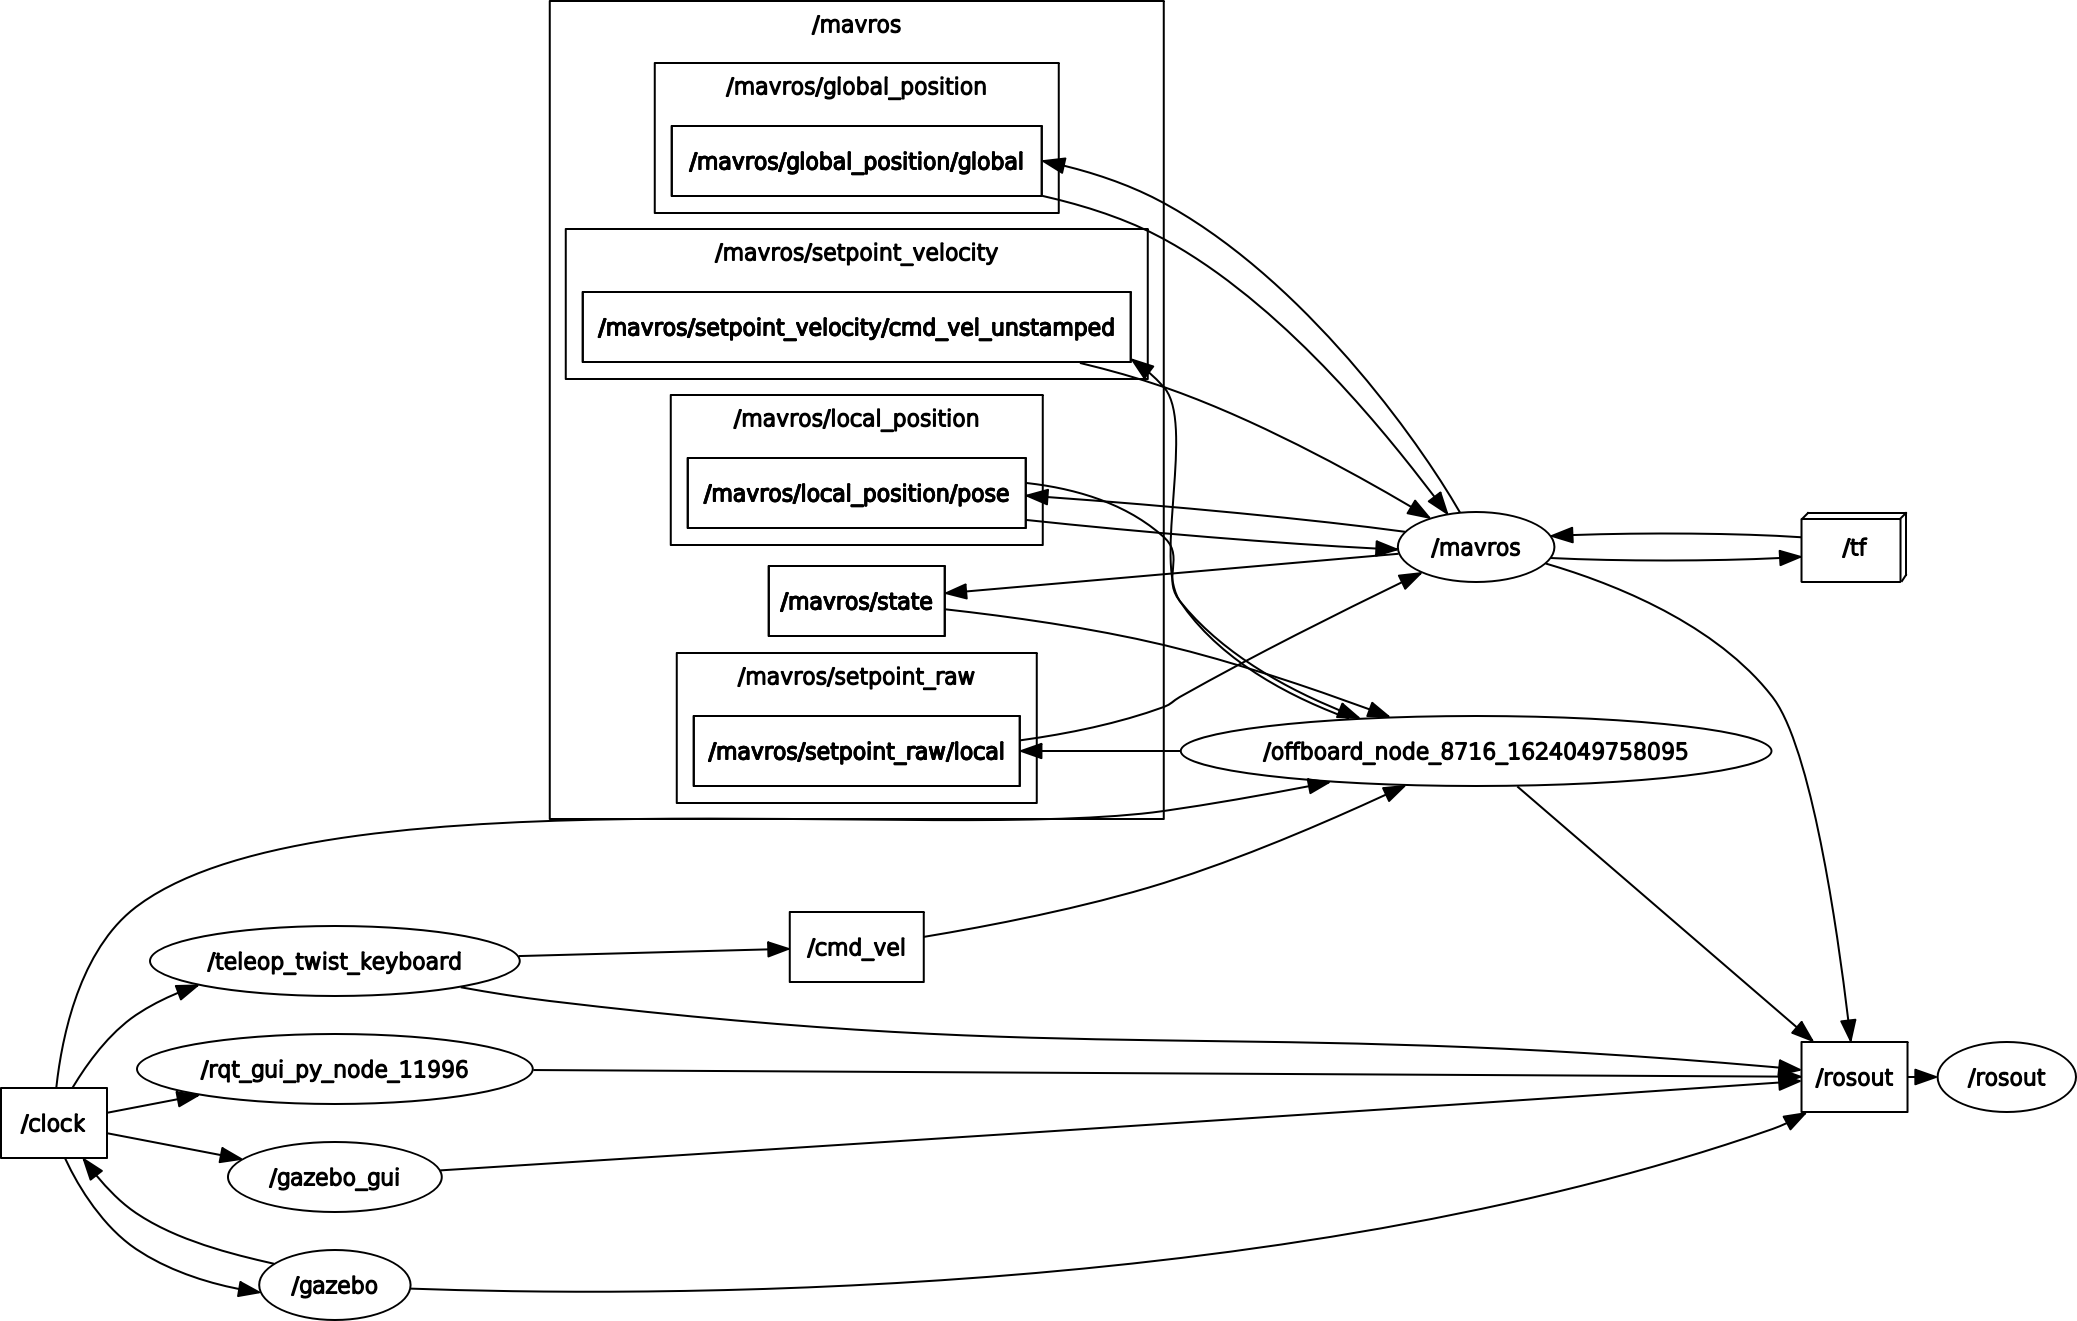 /mavros
/mavros/global_position
/mavros/global_position/global
/mavros/setpoint_velocity
/mavros/setpoint_velocity/cmd_vel_unstamped
/mavros/local_position
/mavros/local_position/pose
/mavros
/tf
/mavros/state
/mavros/setpoint_raw
/mavros/setpoint_raw/local
/offboard_node_8716_1624049758095
/teleop_twist_keyboard
/cmd_vel
/rqt_gui_py_node_11996
/rosout
/rosout
/clock
/gazebo_gui
/gazebo